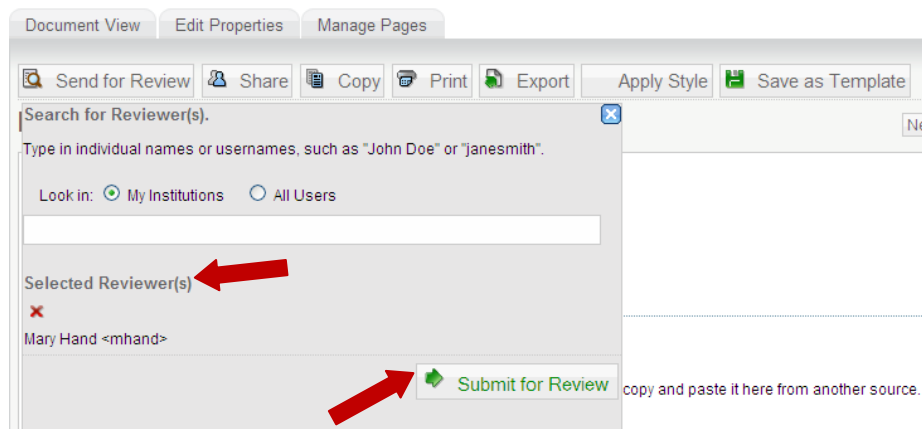 Document View Edit Properties Manage Pages
Send for Review Share Copy Print Export Apply Style Save as Template
Search for Reviewer(s).
Type in individual names or usernames, such as "John Doe" or "janesmith".
Look in: My Institutions All Users
Selected Reviewer(s)
Mary Hand <mhand>
Submit for Review
copy and paste it here from another source.